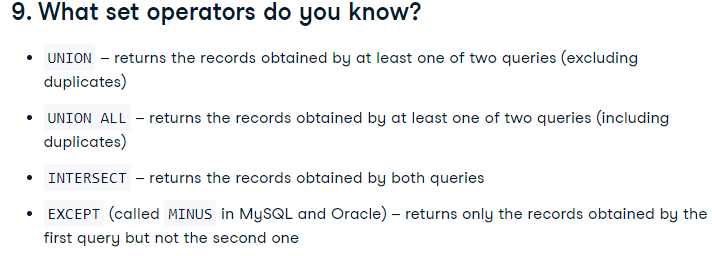 9. What set operators do you know?
• UNION – returns the records obtained by at least one of two queries (excluding
duplicates)
• UNION ALL – returns the records obtained by at least one of two queries (including
duplicates)
• INTERSECT – returns the records obtained by both queries
• EXCEPT (called MINUS in MySQL and Oracle) – returns only the records obtained by the
first query but not the second one